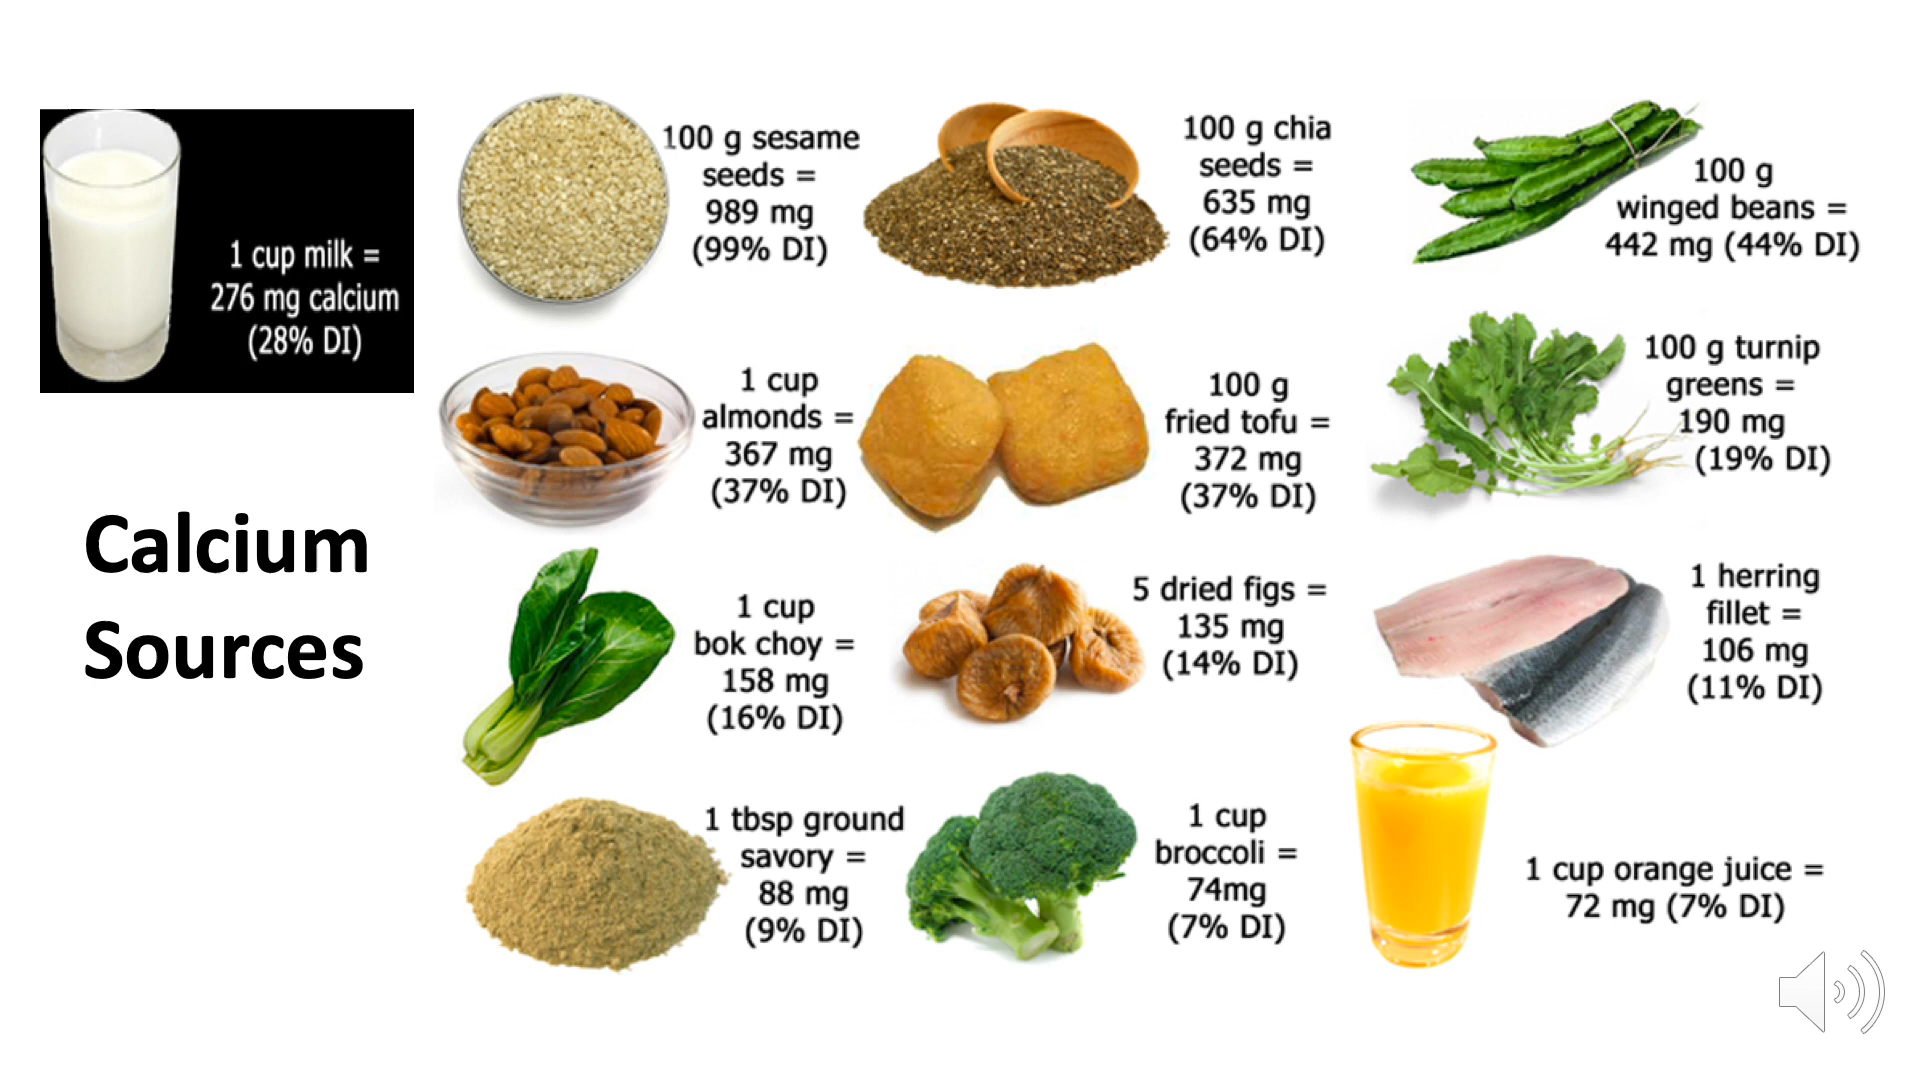 1 cup milk =
276 mg calcium
(28% DI)
Calcium
Sources
100 g sesame
seeds =
989 mg
(99% DI)
100 g chia
seeds =
635 mg
(64% DI)
100 g
winged beans =
442 mg (44% DI)
1 cup
almonds =
367 mg
(37% DI)
100 g
fried tofu =
372 mg
(37% DI)
100 g turnip
greens =
190 mg
(19% DI)
1 cup
bok choy =
158 mg
(16% DI)
5 dried figs =
135 mg
(14% DI)
1 herring
fillet =
106 mg
(11% DI)
1 tbsp ground
savory =
88 mg
(9% DI)
1 cup
broccoli =
74mg
(7% DI)
1 cup orange juice =
72 mg (7% DI)